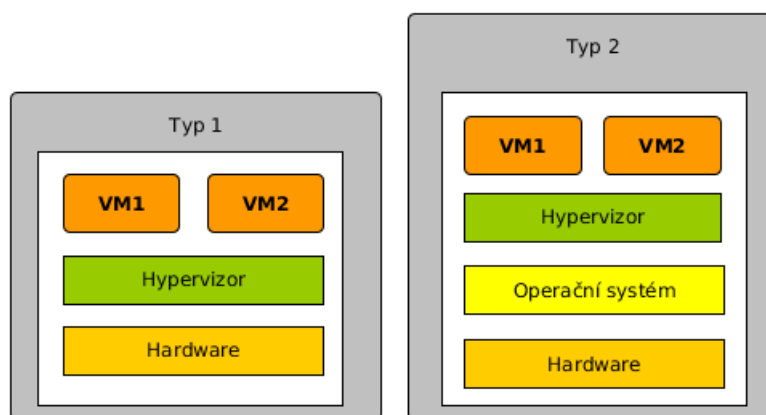 Typ 1
VM1 VM2
Hypervizor
Hardware
Typ 2
VM1 VM2
Hypervizor
Operační systém
Hardware